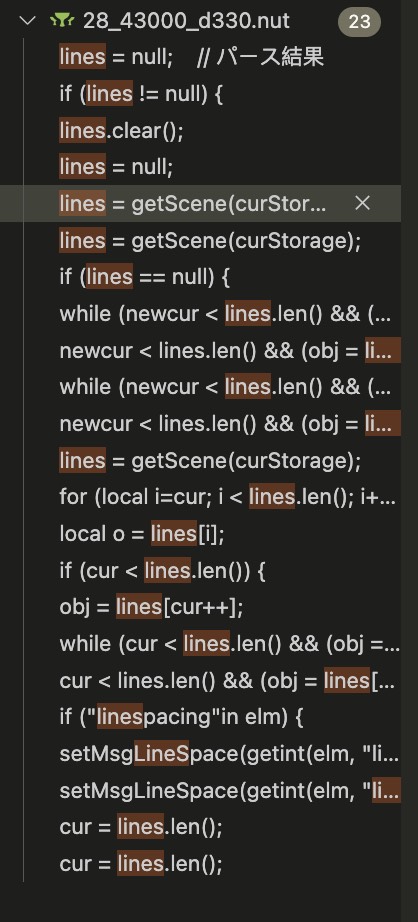 28_43000_d330.nut 23
lines = null; // パース結果
if (lines != null) {
lines.clear();
lines = null;
lines = getScene(curStor...
lines = getScene(curStorage);
if (lines == null) {
while (newcur < lines.len() && (...
newcur < lines.len() && (obj = li...
while (newcur < lines.len() && (...
newcur < lines.len() && (obj = li...
lines = getScene(curStorage);
for (local i=cur; i < lines.len(); i+...
local o = lines[i];
if (cur < lines.len()) {
obj = lines[cur++];
while (cur < lines.len() && (obj =...
cur < lines.len() && (obj = lines[...
if ("linespacing"in elm) {
setMsgLineSpace(getint(elm, "li...
setMsgLineSpace(getint(elm, "li...
cur = lines.len();
cur = lines.len();